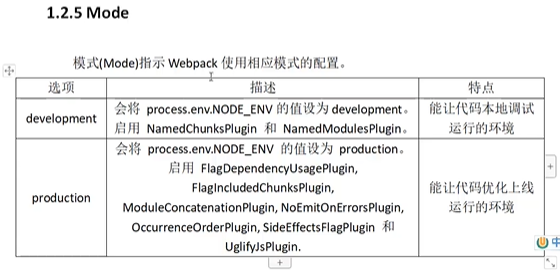 1.2.5 Mode
模式(Mode)指示 Webpack 使用相应模式的配置。
选项 描述 特点
development
会将 process.env.NODE_ENV 的值设为 development。
启用 NamedChunksPlugin 和 NamedModulesPlugin。
能让代码本地调试
运行的环境
production
会将 process.env.NODE_ENV 的值设为 production。
启用 FlagDependencyUsagePlugin,
FlagIncludedChunksPlugin,
ModuleConcatenationPlugin, NoEmitOnErrorsPlugin,
OccurrenceOrderPlugin, SideEffectsFlagPlugin 和
UglifyJsPlugin.
能让代码优化上线
运行的环境
中